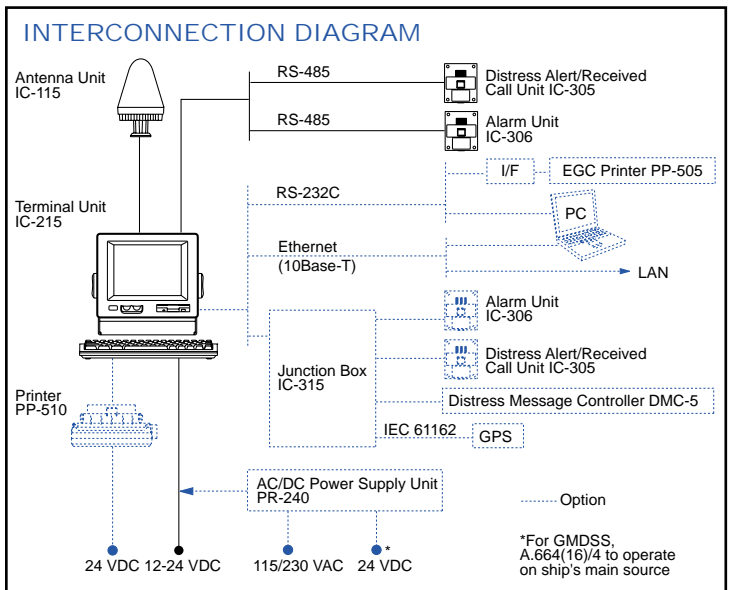 INTERCONNECTION DIAGRAM
Antenna Unit
IC-115
RS-485
Distress Alert/Received
Call Unit IC-305
RS-485
Alarm Unit
IC-306
I/F
EGC Printer PP-505
RS-232C
PC
Terminal Unit
IC-215
Ethernet
(10Base-T)
LAN
Alarm Unit
IC-306
Junction Box
IC-315
Distress Alert/Received
Call Unit IC-305
Printer
PP-510
Distress Message Controller DMC-5
IEC 61162
GPS
AC/DC Power Supply Unit
PR-240
Option
*
24 VDC
12-24 VDC
115/230 VAC
24 VDC
*For GMDSS,
A.664(16)/4 to operate
on ship's main source